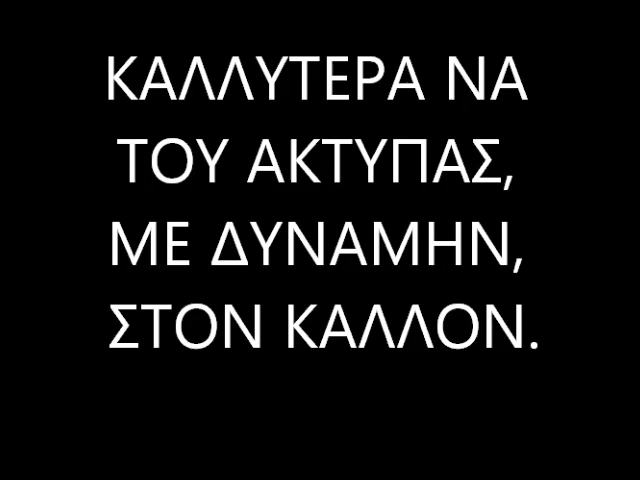 ΚΑΛΛΥΤΕΡΑ ΝΑ
ΤΟΥ ΑΚΤΥΠΑΣ,
ΜΕ ΔΥΝΑΜΗΝ,
ΣΤΟΝ ΚΑΛΛΟΝ.